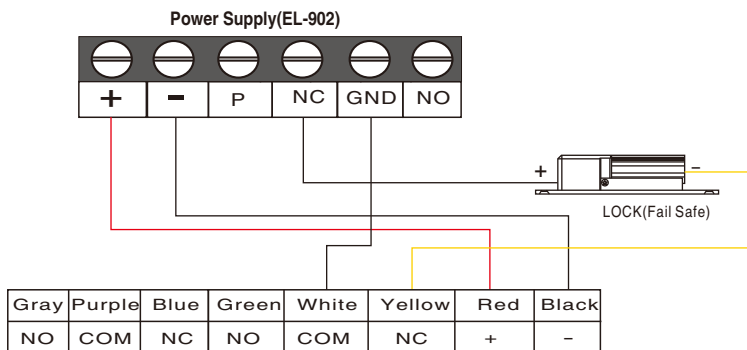 Power Supply(EL-902)
+ - P NC GND NO
+ -
LOCK(Fail Safe)
Gray Purple Blue Green White Yellow Red Black
NO COM NC NO COM NC + -